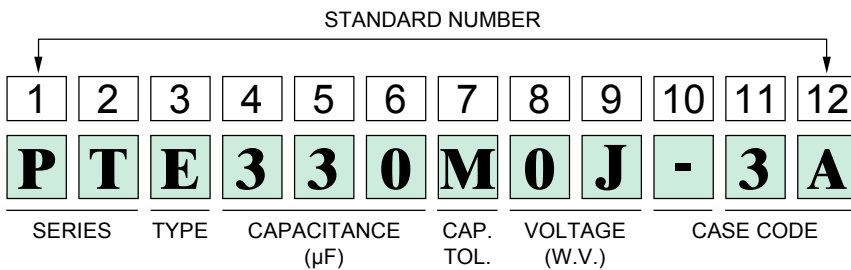 STANDARD NUMBER
1 2 3 4 5 6 7 8 9 10 11 12
P T E 3 3 0 M 0 J - 3 A
SERIES TYPE CAPACITANCE CAP. VOLTAGE CASE CODE
(µF) TOL. (W.V.)